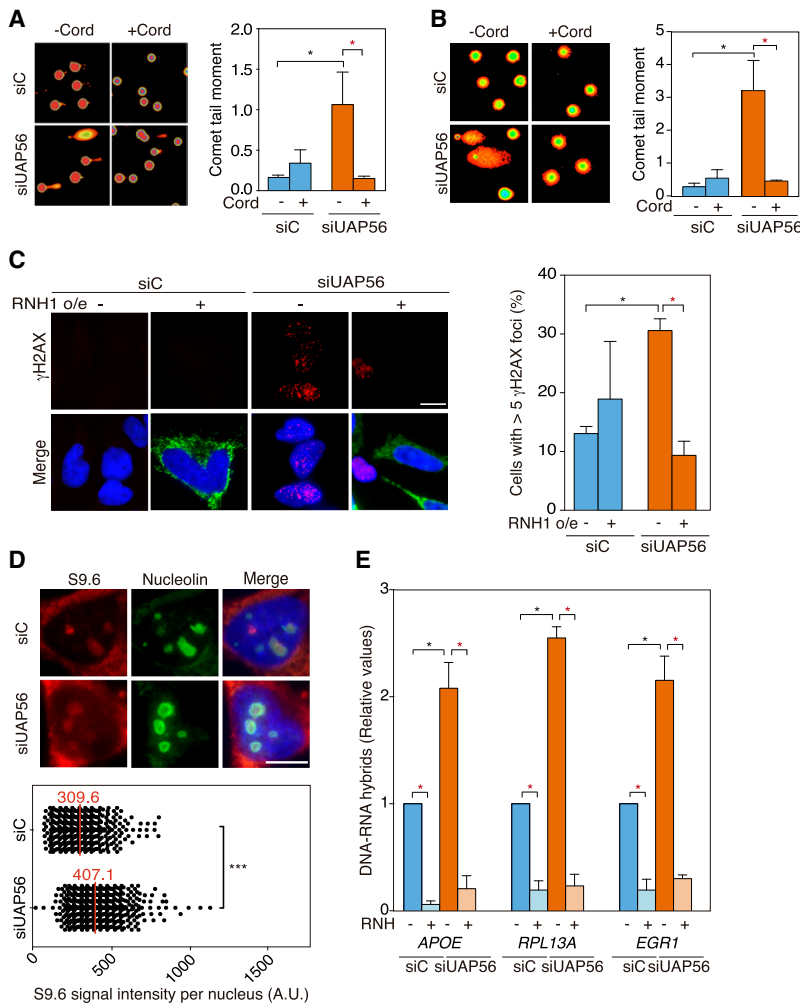 A
-Cord +Cord
siC
siUAP56
Comet tail moment
2.0
1.5
1.0
0.5
0.0
*
*
Cord - + - +
siC siUAP56
B
-Cord +Cord
siC
siUAP56
Comet tail moment
5
4
3
2
1
0
*
*
Cord - + - +
siC siUAP56
C
siC siUAP56
RNH1 o/e - + - +
γH2AX
Merge
Cells with > 5 γH2AX foci (%)
40
30
20
10
0
*
*
RNH1 o/e - + - +
siC siUAP56
D
S9.6 Nucleolin Merge
siC
siUAP56
309.6
siC
407.1
siUAP56
***
0 500 1000 1500
S9.6 signal intensity per nucleus (A.U.)
E
DNA-RNA hybrids (Relative values)
3
2
1
0
* * * * * *
* * *
RNH - + - + - + - + - + - +
APOE RPL13A EGR1
siC siUAP56 siC siUAP56 siC siUAP56